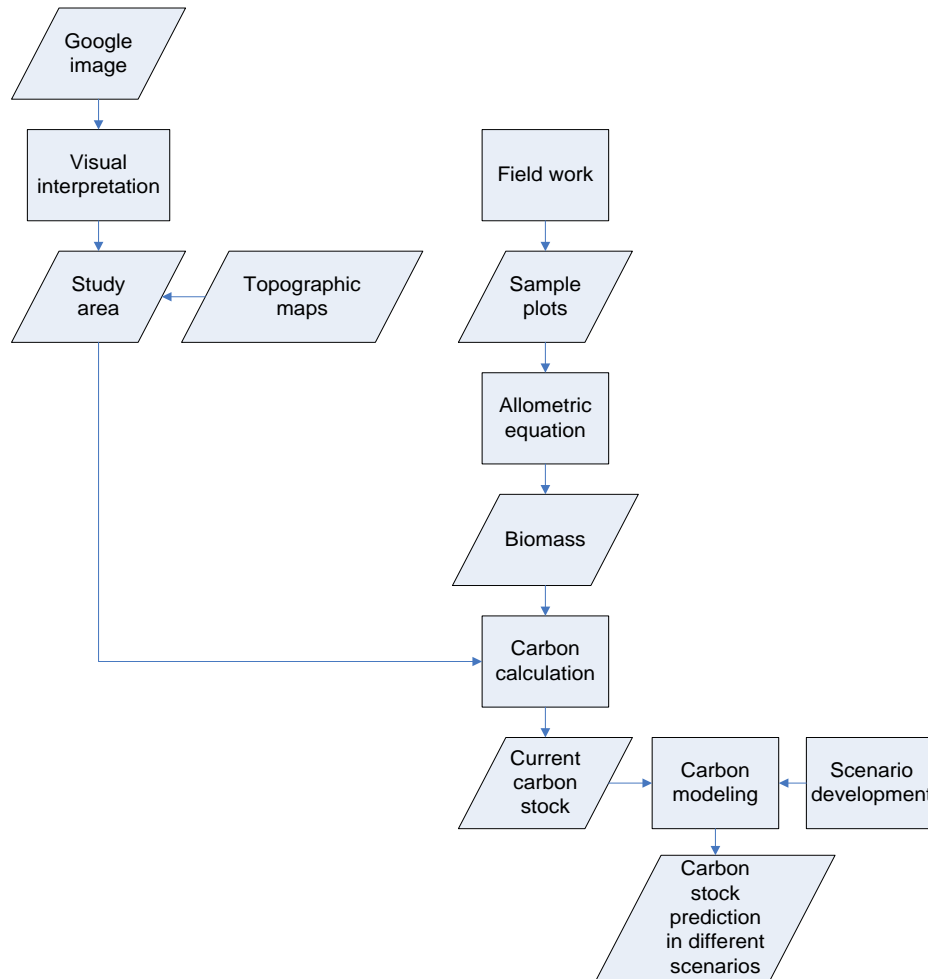 Google
image
Visual
interpretation
Field work
Study
area
Topographic
maps
Sample
plots
Allometric
equation
Biomass
Carbon
calculation
Current
carbon
stock
Carbon
modeling
Scenario
development
Carbon
stock
prediction
in different
scenarios